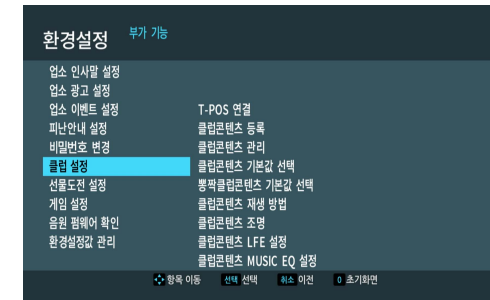 환경설정 부가 기능
업소 인사말 설정
업소 광고 설정
업소 이벤트 설정
피난안내 설정
비밀번호 변경
클럽 설정
선물도전 설정
게임 설정
음원 펌웨어 확인
환경설정값 관리
T-POS 연결
클럽콘텐츠 등록
클럽콘텐츠 관리
클럽콘텐츠 기본값 선택
뽕짝클럽콘텐츠 기본값 선택
클럽콘텐츠 재생 방법
클럽콘텐츠 조명
클럽콘텐츠 LFE 설정
클럽콘텐츠 MUSIC EQ 설정
항목 이동 선택 선택 취소 이전 0 초기화면